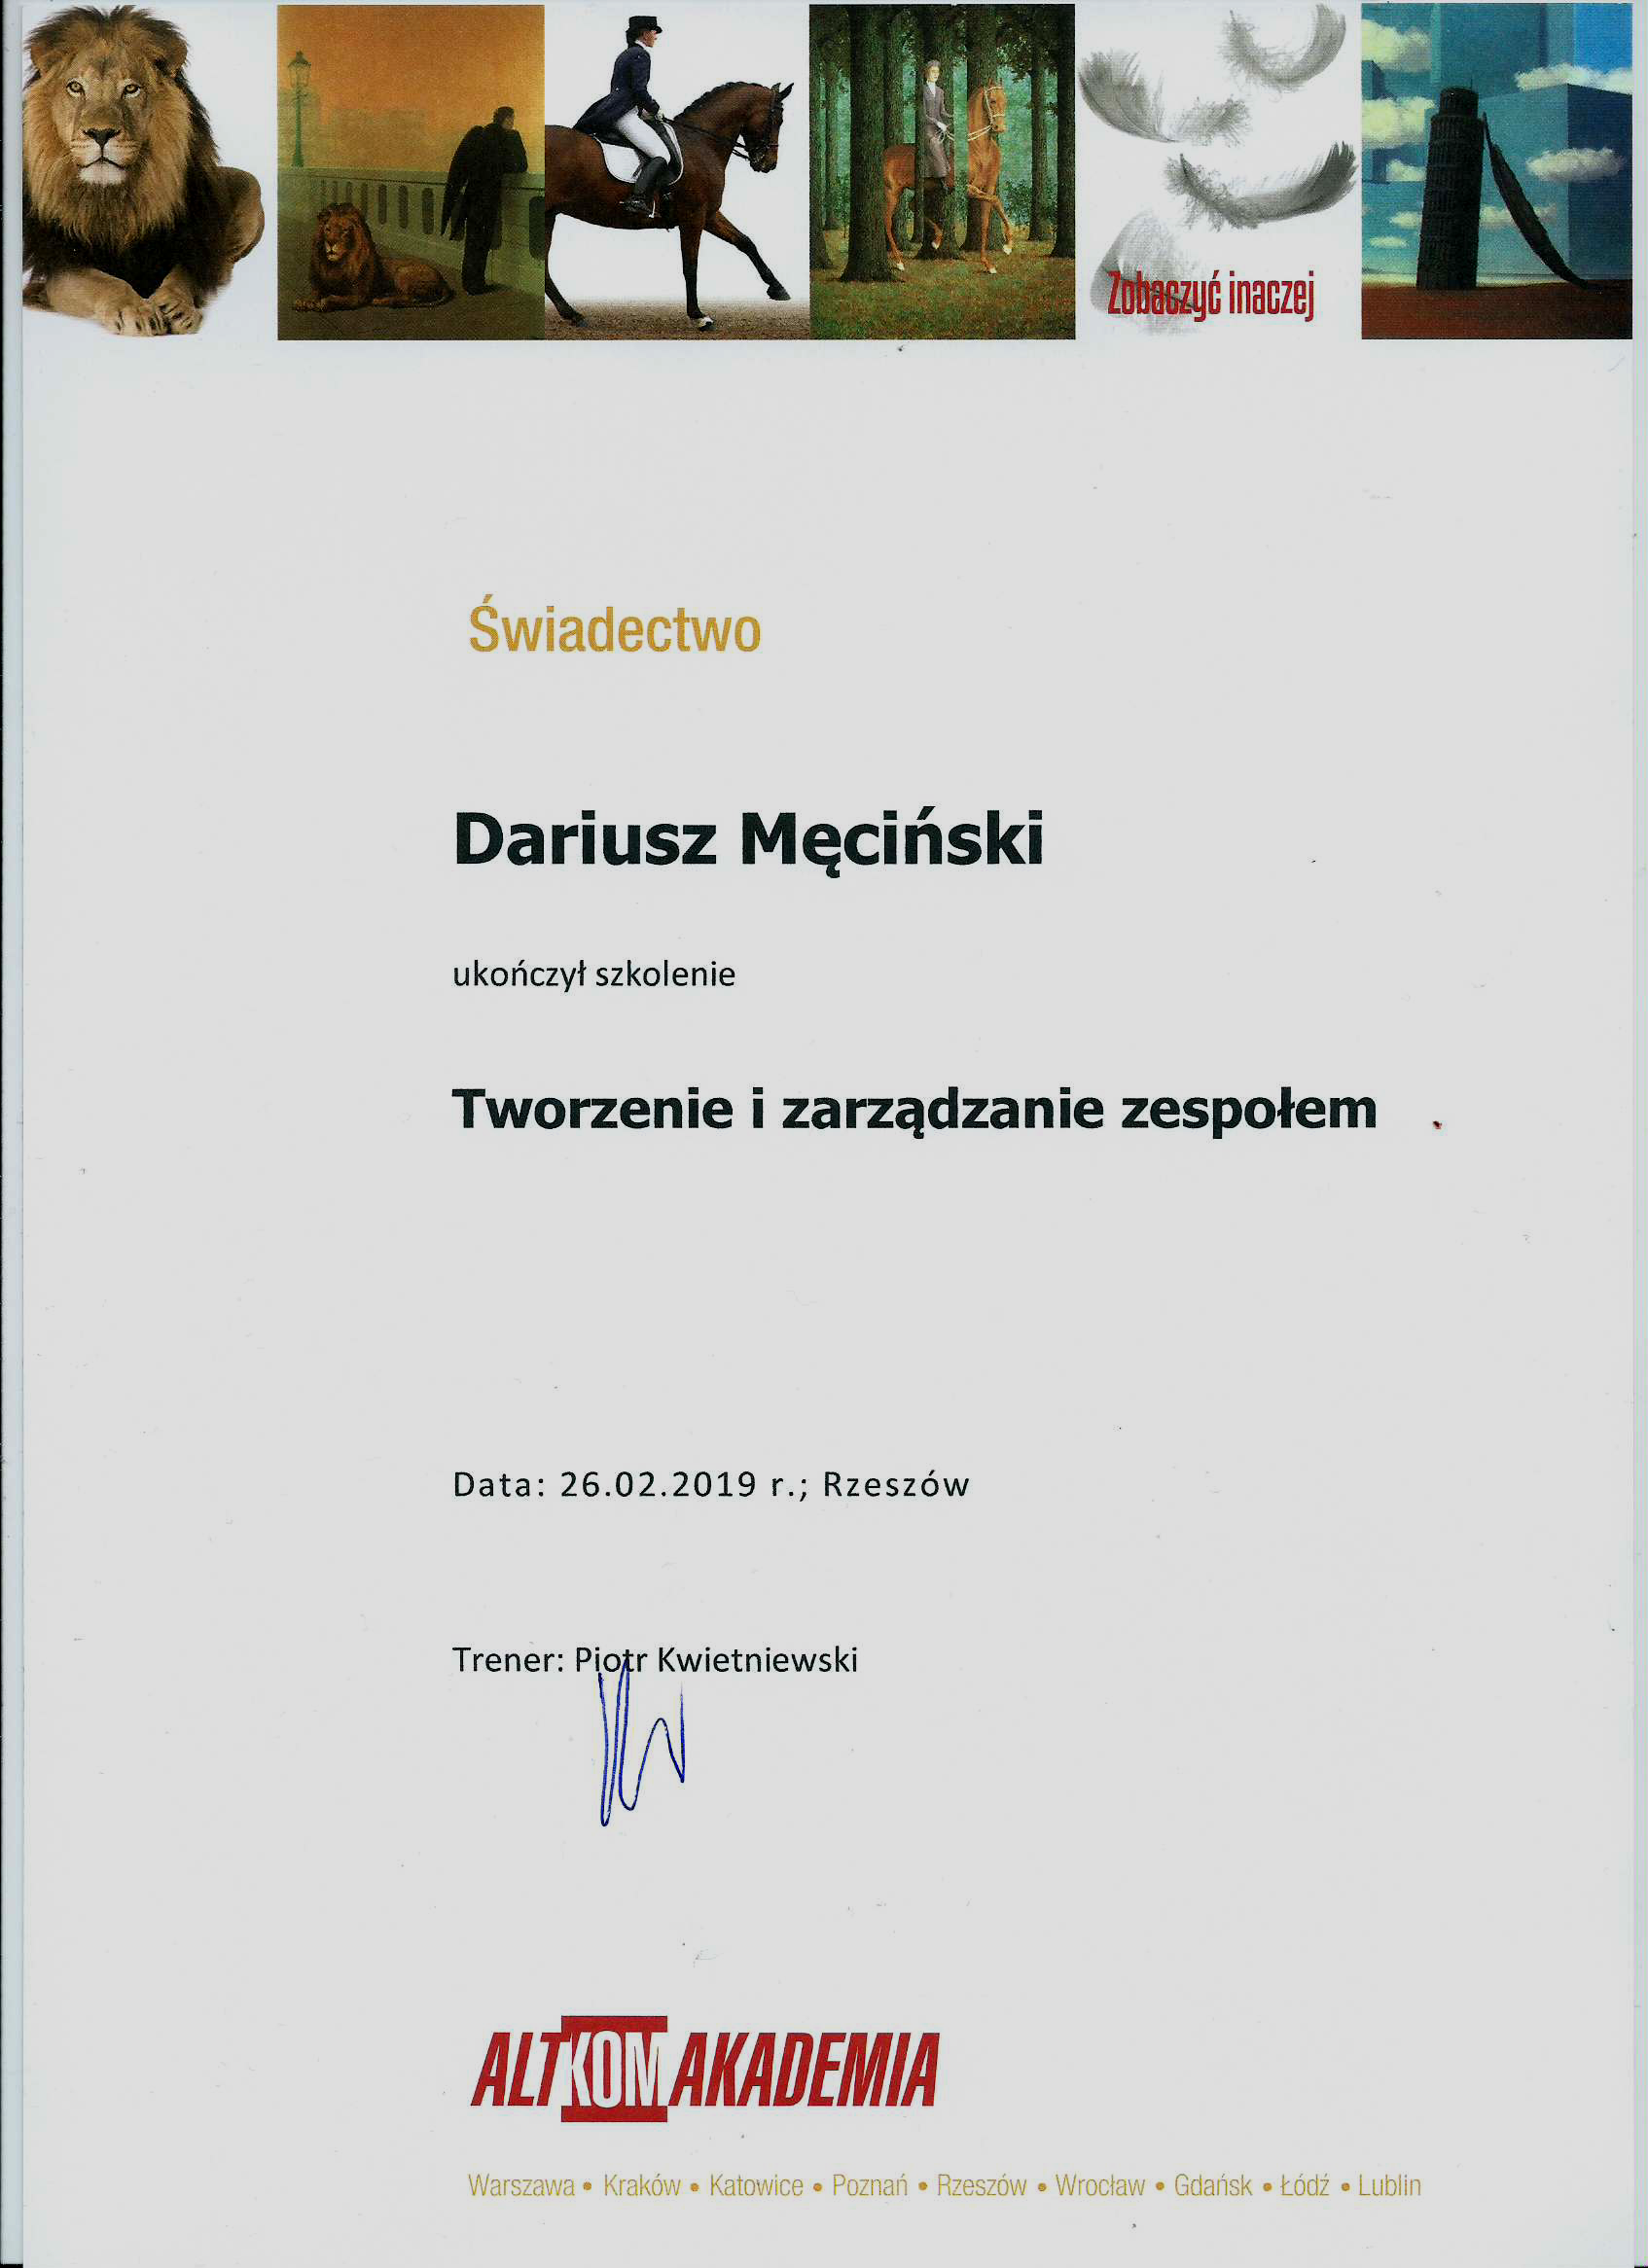 Zobaczyć inaczej
Świadectwo
Dariusz Męciński
ukończył szkolenie
Tworzenie i zarządzanie zespołem
Data: 26.02.2019 r.; Rzeszów
Trener: Piotr Kwietniewski
ALTKOM AKADEMIA
Warszawa • Kraków • Katowice • Poznań • Rzeszów • Wrocław • Gdańsk • Łódź • Lublin